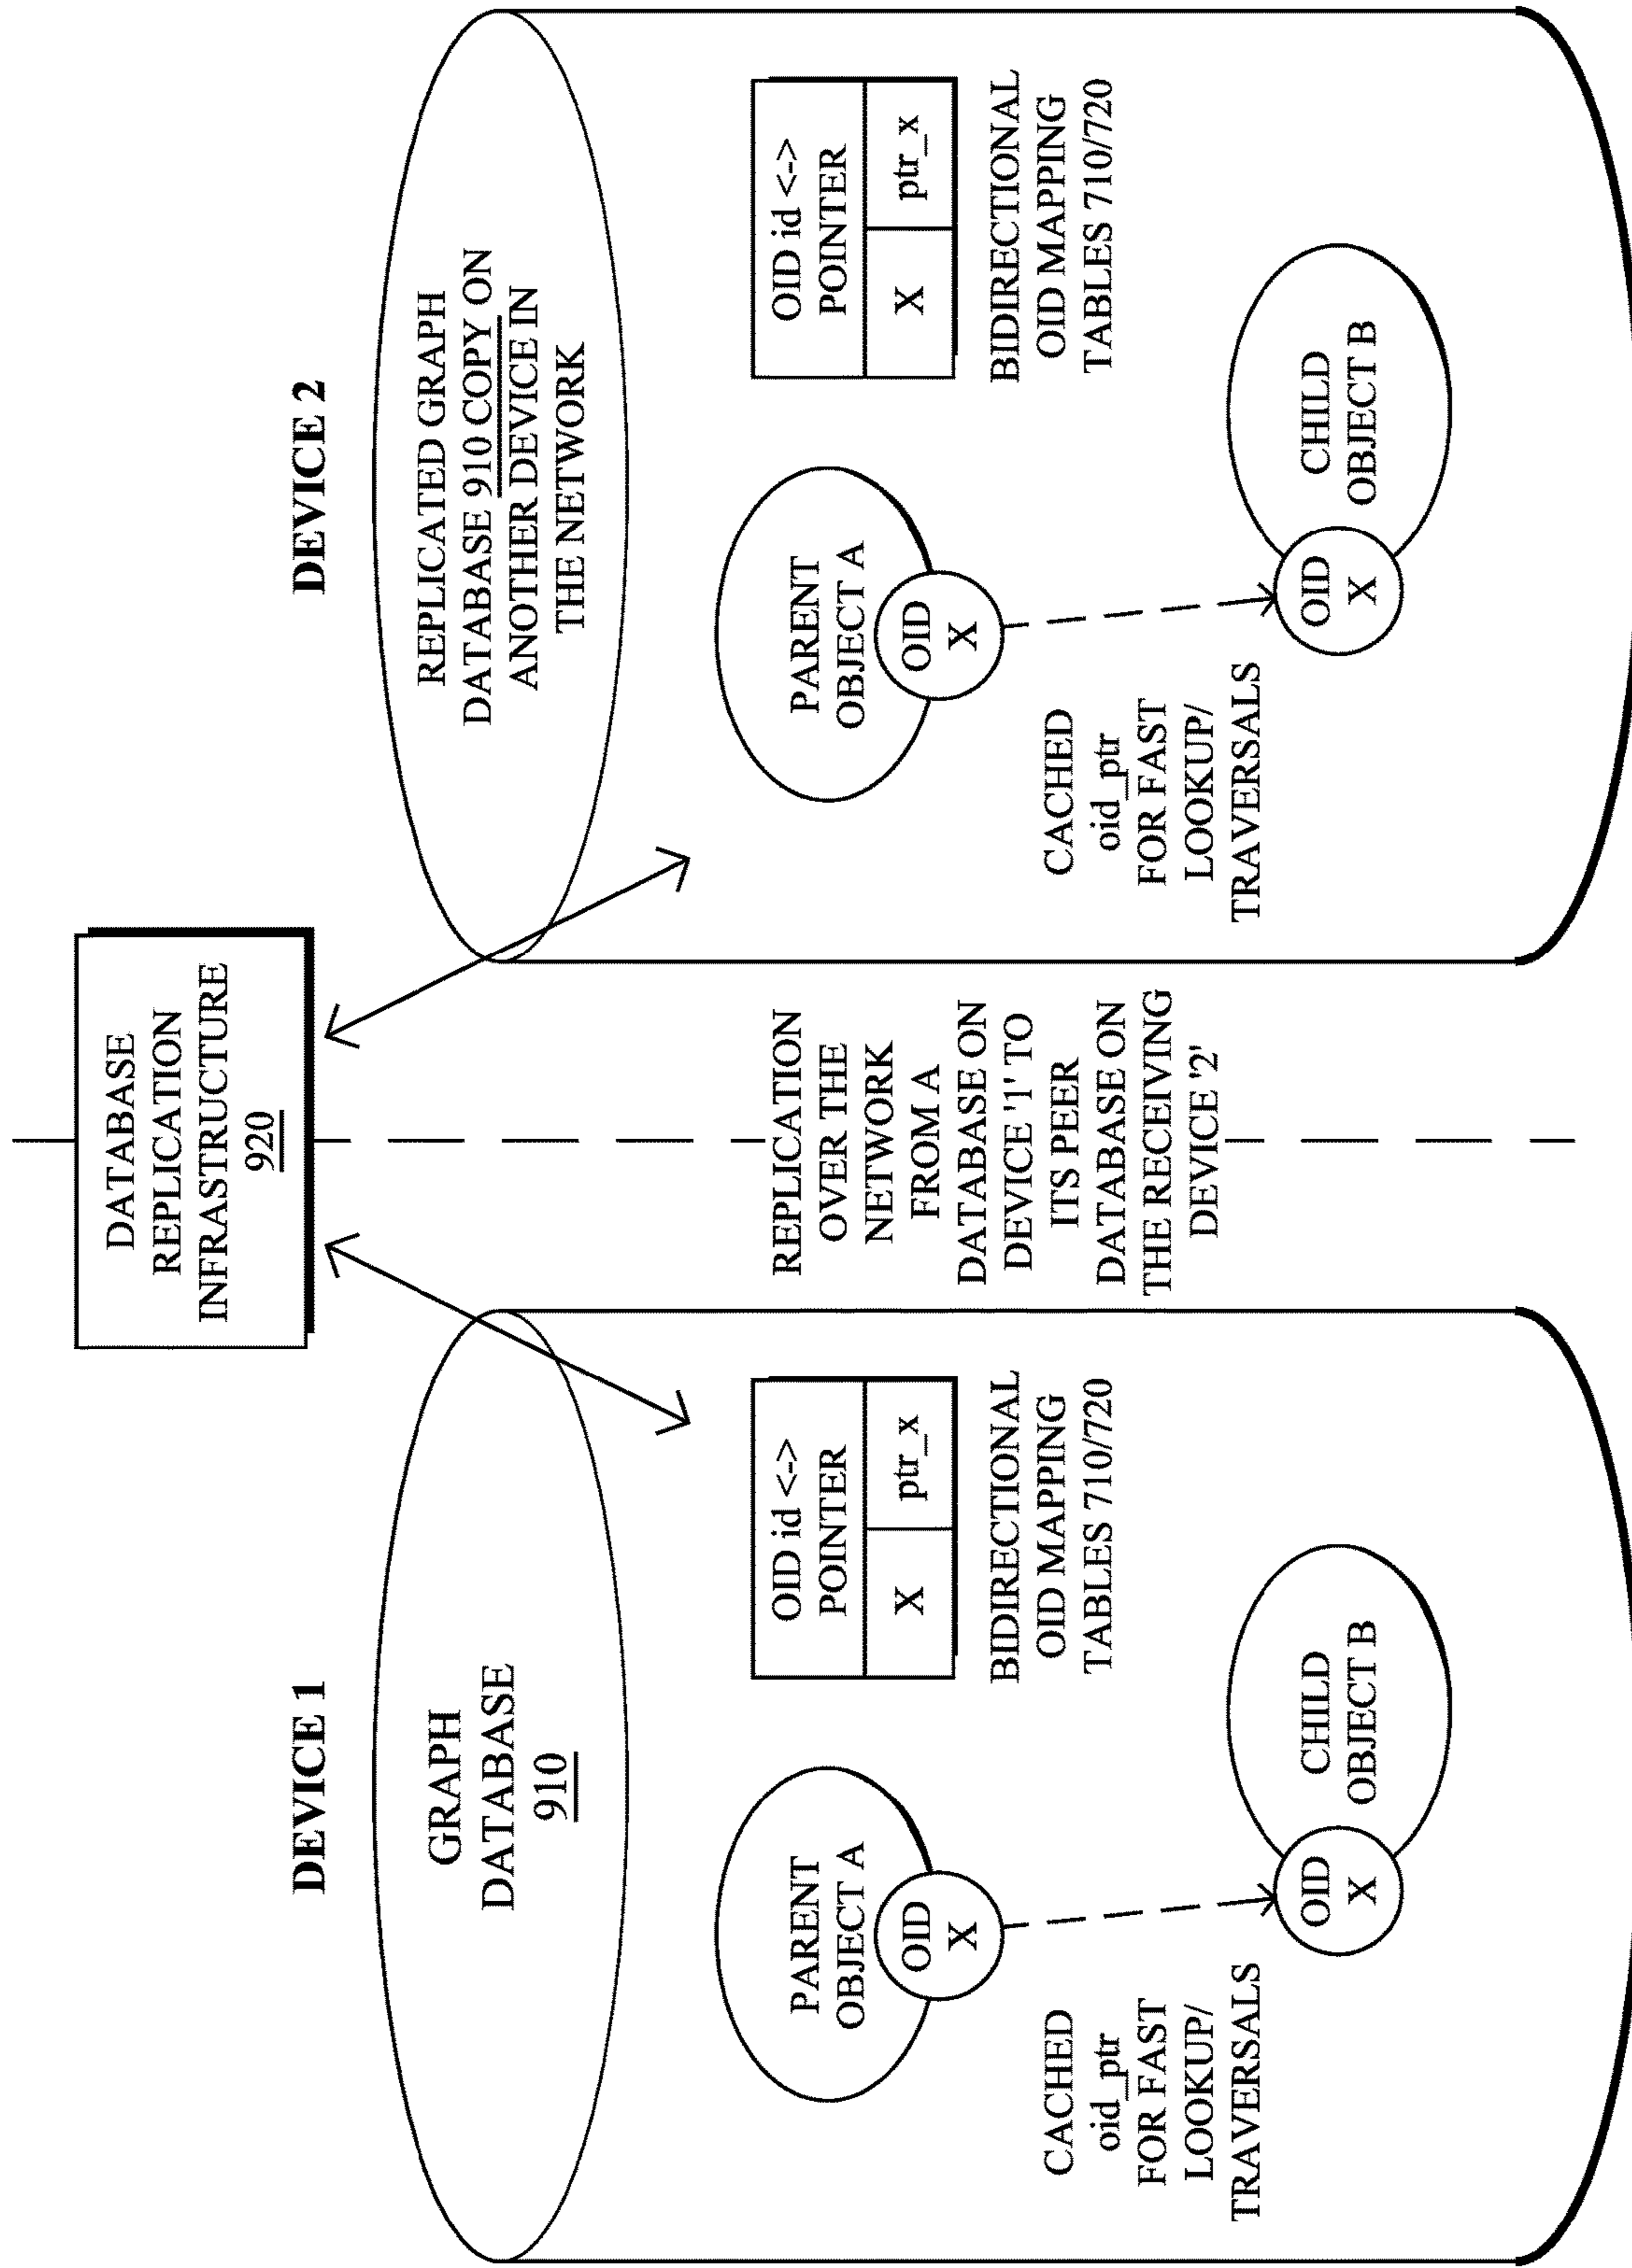 DATABASE
REPLICATION
INFRASTRUCTURE
920
DEVICE 1
GRAPH
DATABASE
910
PARENT
OBJECT A
OID
X
OID id <->
POINTER
X
ptr_x
BIDIRECTIONAL
OID MAPPING
TABLES 710/720
CACHED
oid_ptr
FOR FAST
LOOKUP/
TRAVERSALS
OID
X
CHILD
OBJECT B
REPLICATION
OVER THE
NETWORK
FROM A
DATABASE ON
DEVICE '1' TO
ITS PEER
DATABASE ON
THE RECEIVING
DEVICE '2'
DEVICE 2
REPLICATED GRAPH
DATABASE 910 COPY ON
ANOTHER DEVICE IN
THE NETWORK
PARENT
OBJECT A
OID
X
OID id <->
POINTER
X
ptr_x
BIDIRECTIONAL
OID MAPPING
TABLES 710/720
CACHED
oid_ptr
FOR FAST
LOOKUP/
TRAVERSALS
OID
X
CHILD
OBJECT B